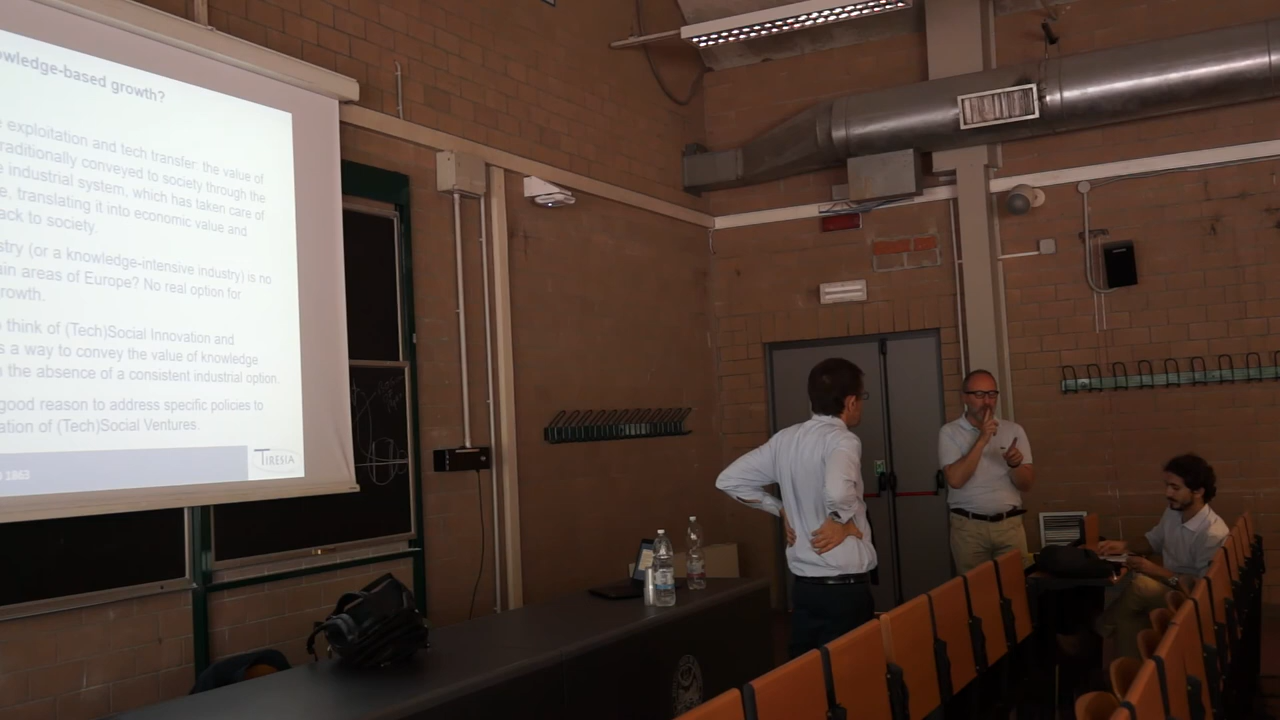 owledge-based growth?
e exploitation and tech transfer: the value of
raditionally conveyed to society through the
e industrial system, which has taken care of
e, translating it into economic value and
ack to society.
stry (or a knowledge-intensive industry) is no
ain areas of Europe? No real option for
rowth.
o think of (Tech)Social Innovation and
s a way to convey the value of knowledge
n the absence of a consistent industrial option.
good reason to address specific policies to
ation of (Tech)Social Ventures.
1863
TIRESIA